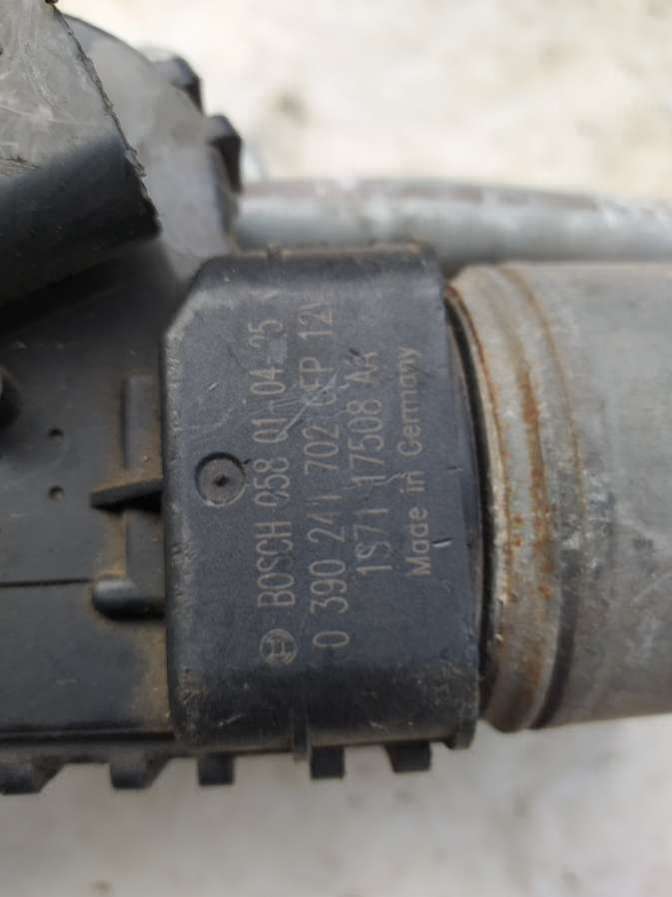 BOSCH 058 01-04-25
0 390 241 702 CEP 12V
1S71 17508 AA
Made in Germany